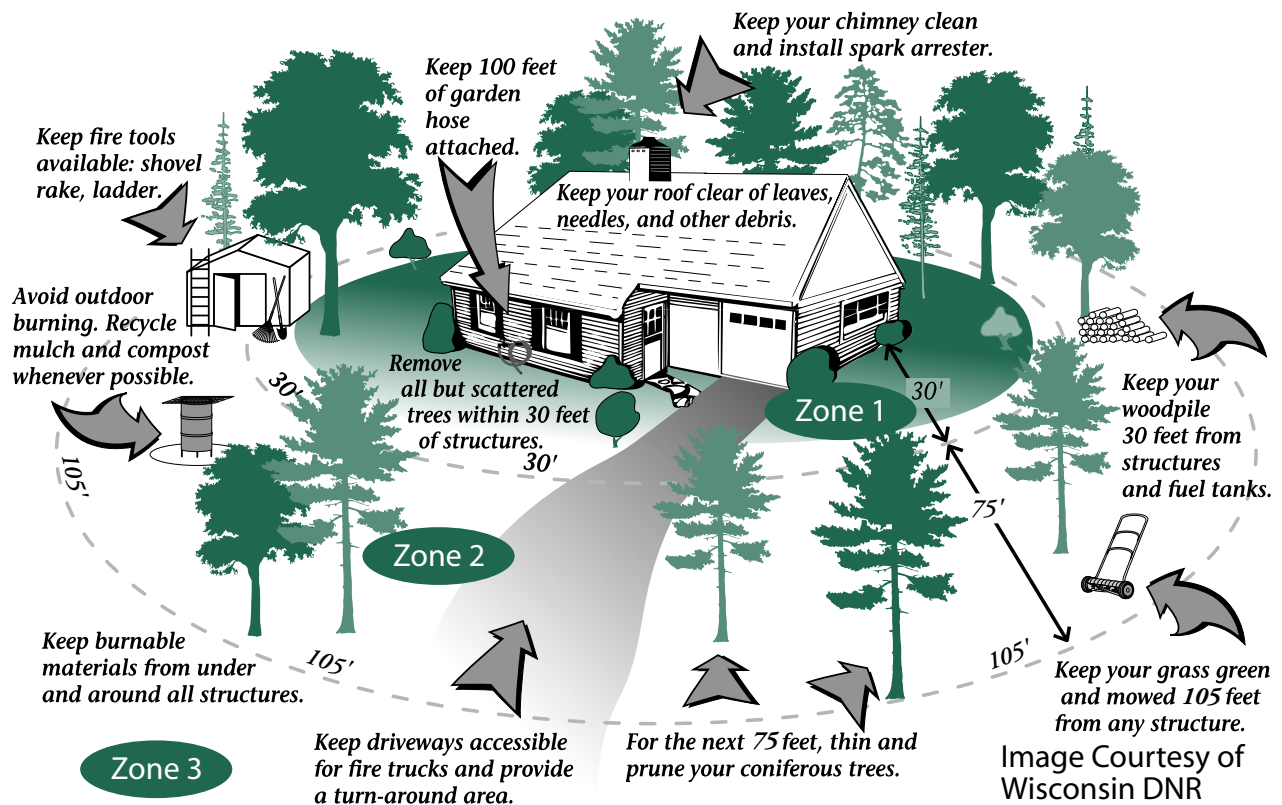 Keep your chimney clean
and install spark arrester.
Keep 100 feet
of garden
hose
attached.
Keep fire tools
available: shovel
rake, ladder.
Keep your roof clear of leaves,
needles, and other debris.
Avoid outdoor
burning. Recycle
mulch and compost
whenever possible.
Remove
all but scattered
trees within 30 feet
of structures.
30'
30'
30'
Zone 1
Keep your
woodpile
30 feet from
structures
and fuel tanks.
105'
75'
Zone 2
Keep burnable
materials from under
and around all structures.
105'
105'
Keep your grass green
and mowed 105 feet
from any structure.
Zone 3
Keep driveways accessible
for fire trucks and provide
a turn-around area.
For the next 75 feet, thin and
prune your coniferous trees.
Image Courtesy of
Wisconsin DNR